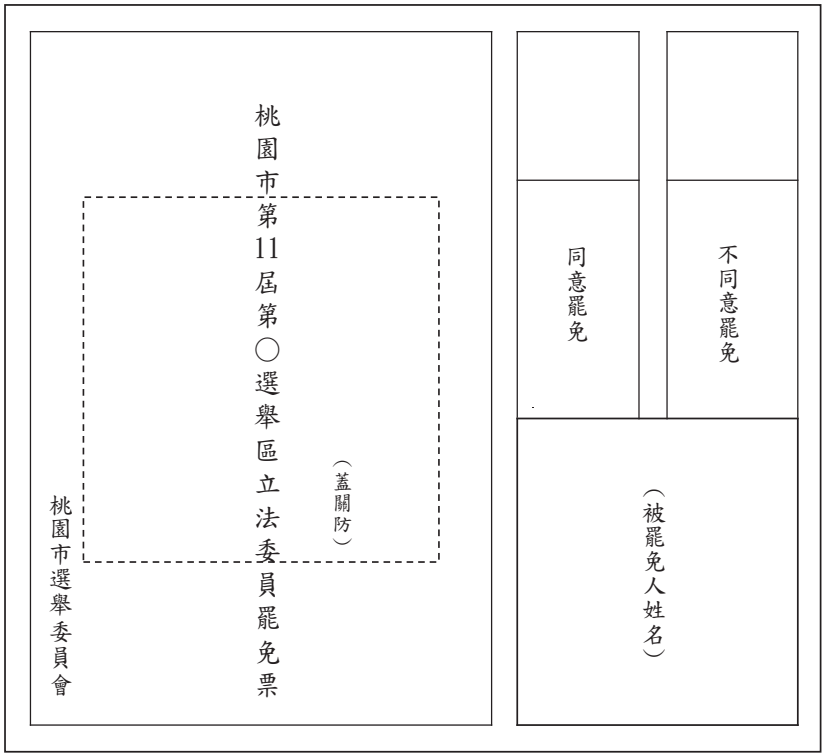 不同意罷免
同意罷免
（被罷免人姓名）
（蓋關防）
桃園市第11屆第○選舉區立法委員罷免票
桃園市選舉委員會